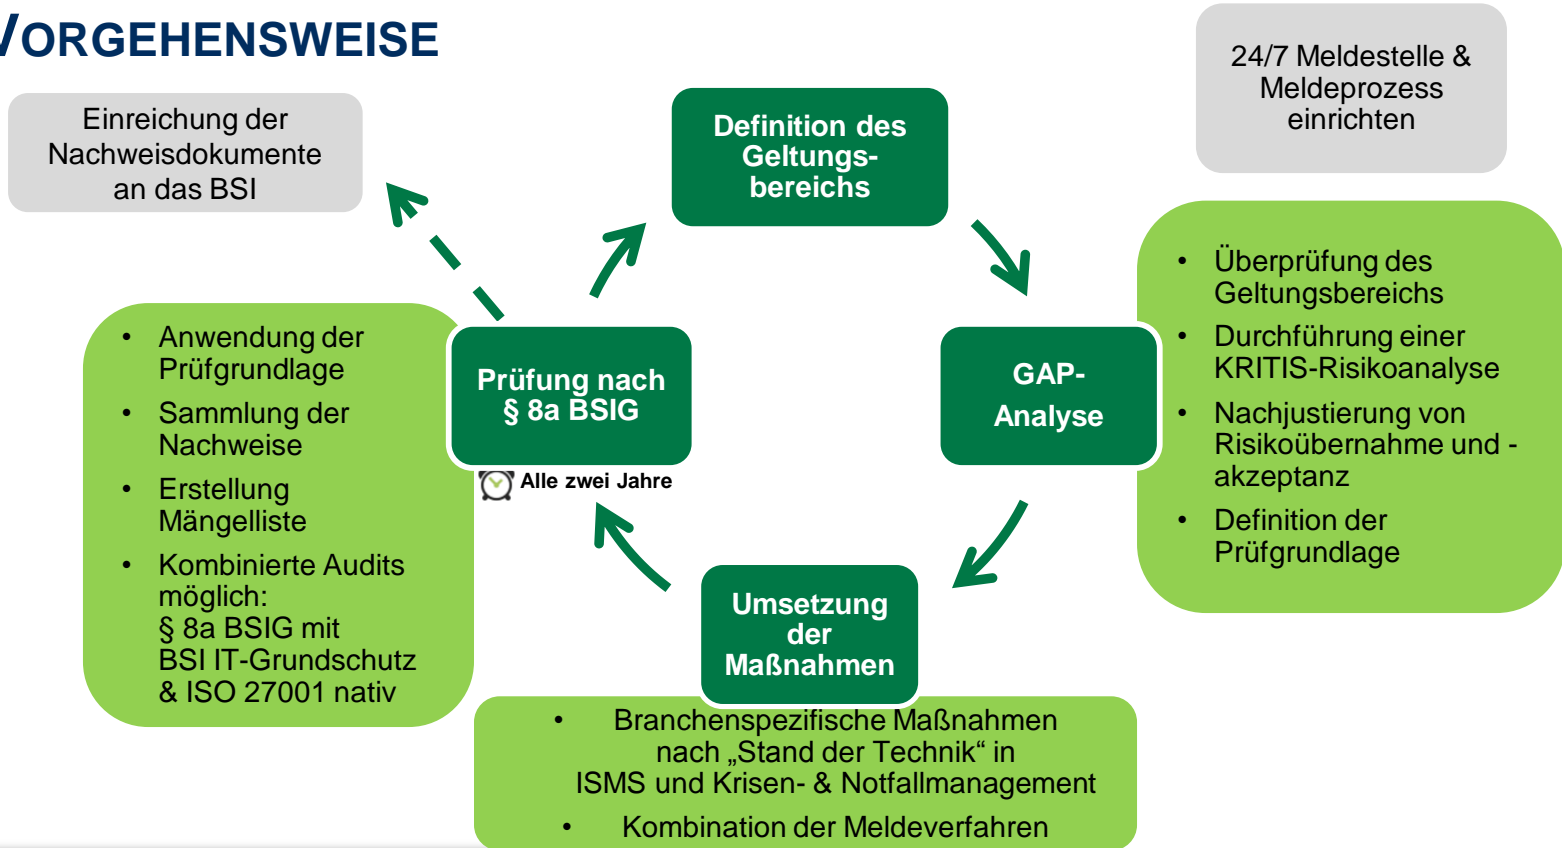 VORGEHENSWEISE
Einreichung der
Nachweisdokumente
an das BSI
Definition des
Geltungs-
bereichs
24/7 Meldestelle &
Meldeprozess
einrichten
• Anwendung der
Prüfgrundlage
• Sammlung der
Nachweise
• Erstellung
Mängelliste
• Kombinierte Audits
möglich:
§ 8a BSIG mit
BSI IT-Grundschutz
& ISO 27001 nativ
Prüfung nach
§ 8a BSIG
Alle zwei Jahre
GAP-
Analyse
• Überprüfung des
Geltungsbereichs
• Durchführung einer
KRITIS-Risikoanalyse
• Nachjustierung von
Risikoübernahme und -
akzeptanz
• Definition der
Prüfgrundlage
Umsetzung
der
Maßnahmen
• Branchenspezifische Maßnahmen
nach „Stand der Technik“ in
ISMS und Krisen- & Notfallmanagement
• Kombination der Meldeverfahren